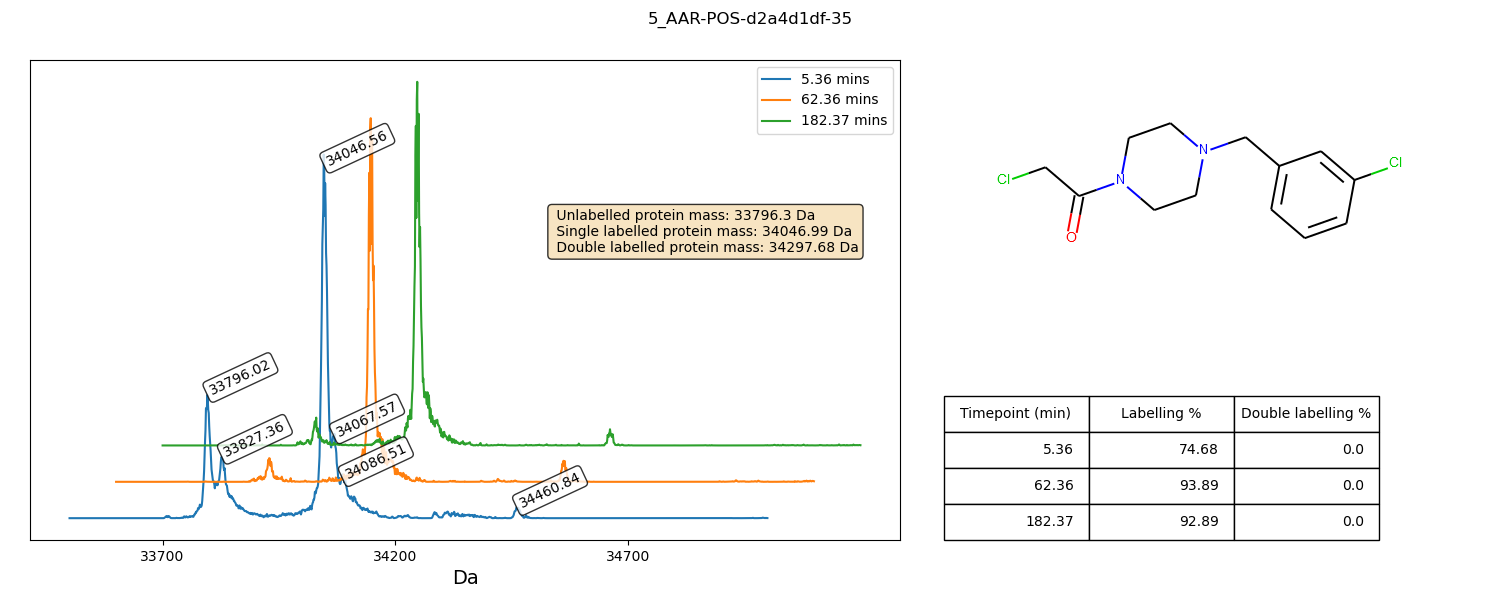 5_AAR-POS-d2a4d1df-35
5.36 mins
62.36 mins
182.37 mins
34046.56
33796.02
33827.36
34067.57
34086.51
34460.84
Unlabelled protein mass: 33796.3 Da
Single labelled protein mass: 34046.99 Da
Double labelled protein mass: 34297.68 Da
33700 34200 34700
Da
Cl O N N Cl
Timepoint (min) Labelling % Double labelling %
5.36 74.68 0.0
62.36 93.89 0.0
182.37 92.89 0.0